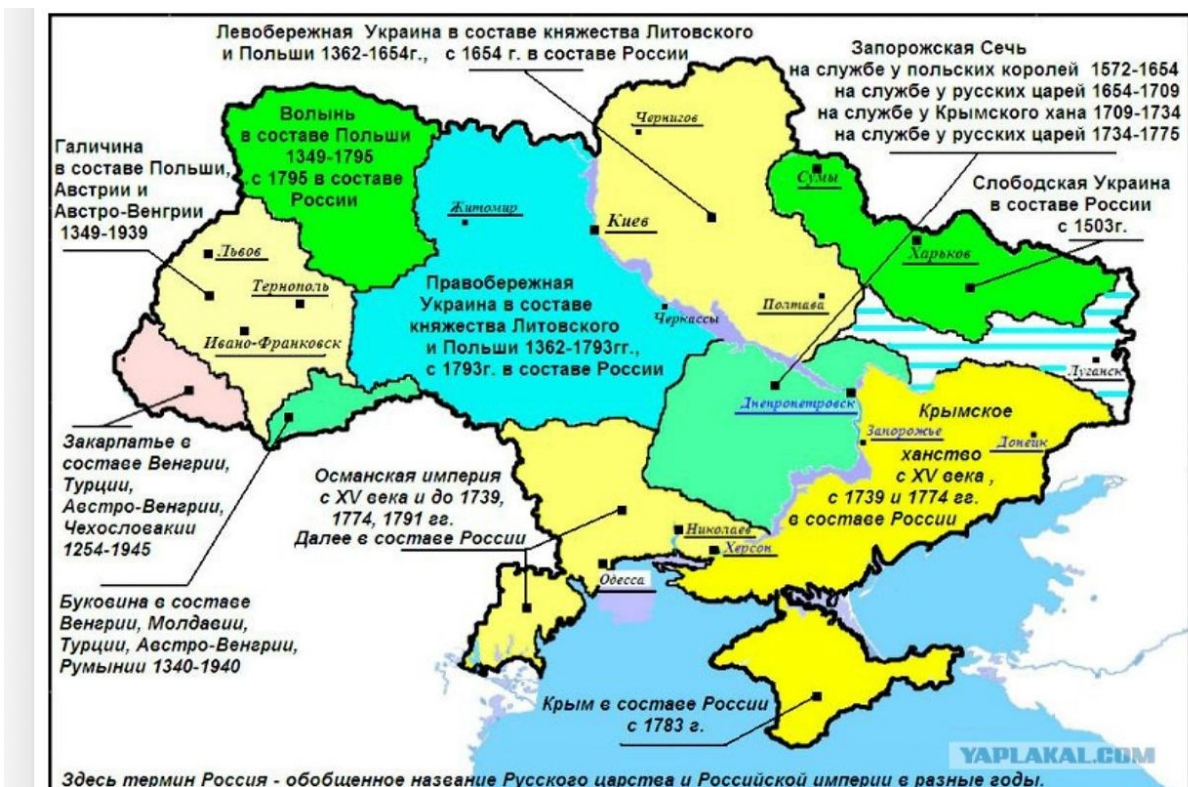 Левобережная Украина в составе княжества Литовского
и Польши 1362-1654г., с 1654 г. в составе России
Запорожская Сечь
на службе у польских королей 1572-1654
на службе у русских царей 1654-1709
на службе у Крымского хана 1709-1734
на службе у русских царей 1734-1775
Волынь
в составе Польши
1349-1795
с 1795 в составе
России
Чернигов
Галичина
в составе Польши,
Австрии и
Австро-Венгрии
1349-1939
Сумы
Слободская Украина
в составе России
с 1503г.
Житомир
Киев
Харьков
Львов
Тернополь
Ивано-Франковск
Правобережная
Украина в составе
княжества Литовского
и Польши 1362-1793гг.,
с 1793г. в составе России
Полтава
Черкассы
Луганск
Днепропетровск
Запорожье
Донецк
Крымское
ханство
с XV века ,
с 1739 и 1774 гг.
в составе России
Закарпатье в
составе Венгрии,
Турции,
Австро-Венгрии,
Чехословакии
1254-1945
Османская империя
с XV века и до 1739,
1774, 1791 гг.
Далее в составе России
Николаев
Херсон
Одесса
Буковина в составе
Венгрии, Молдавии,
Турции, Австро-Венгрии,
Румынии 1340-1940
Крым в составе России
с 1783 г.
YAPLAKAL.COM
Здесь термин Россия - обобщенное название Русского царства и Российской империи в разные годы.